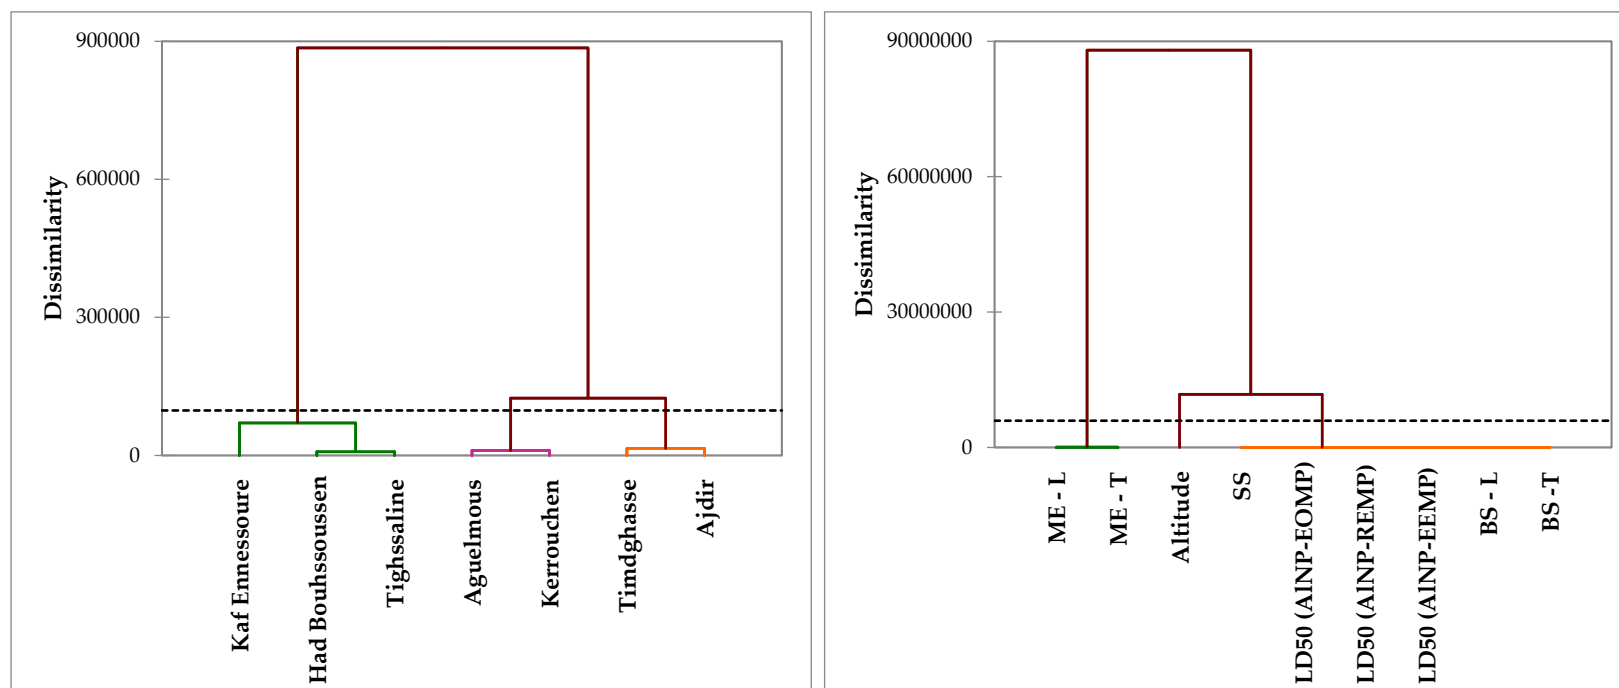 900000
600000
300000
0
Dissimilarity
Kaf Ennessoure
Had Bouhssoussen
Tighssaline
Aguelmous
Kerrouchen
Timdghasse
Ajdir
90000000
60000000
30000000
0
Dissimilarity
ME - L
ME - T
Altitude
SS
LD50 (AINP-EOMP)
LD50 (AINP-REMP)
LD50 (AINP-EEMP)
BS - L
BS -T